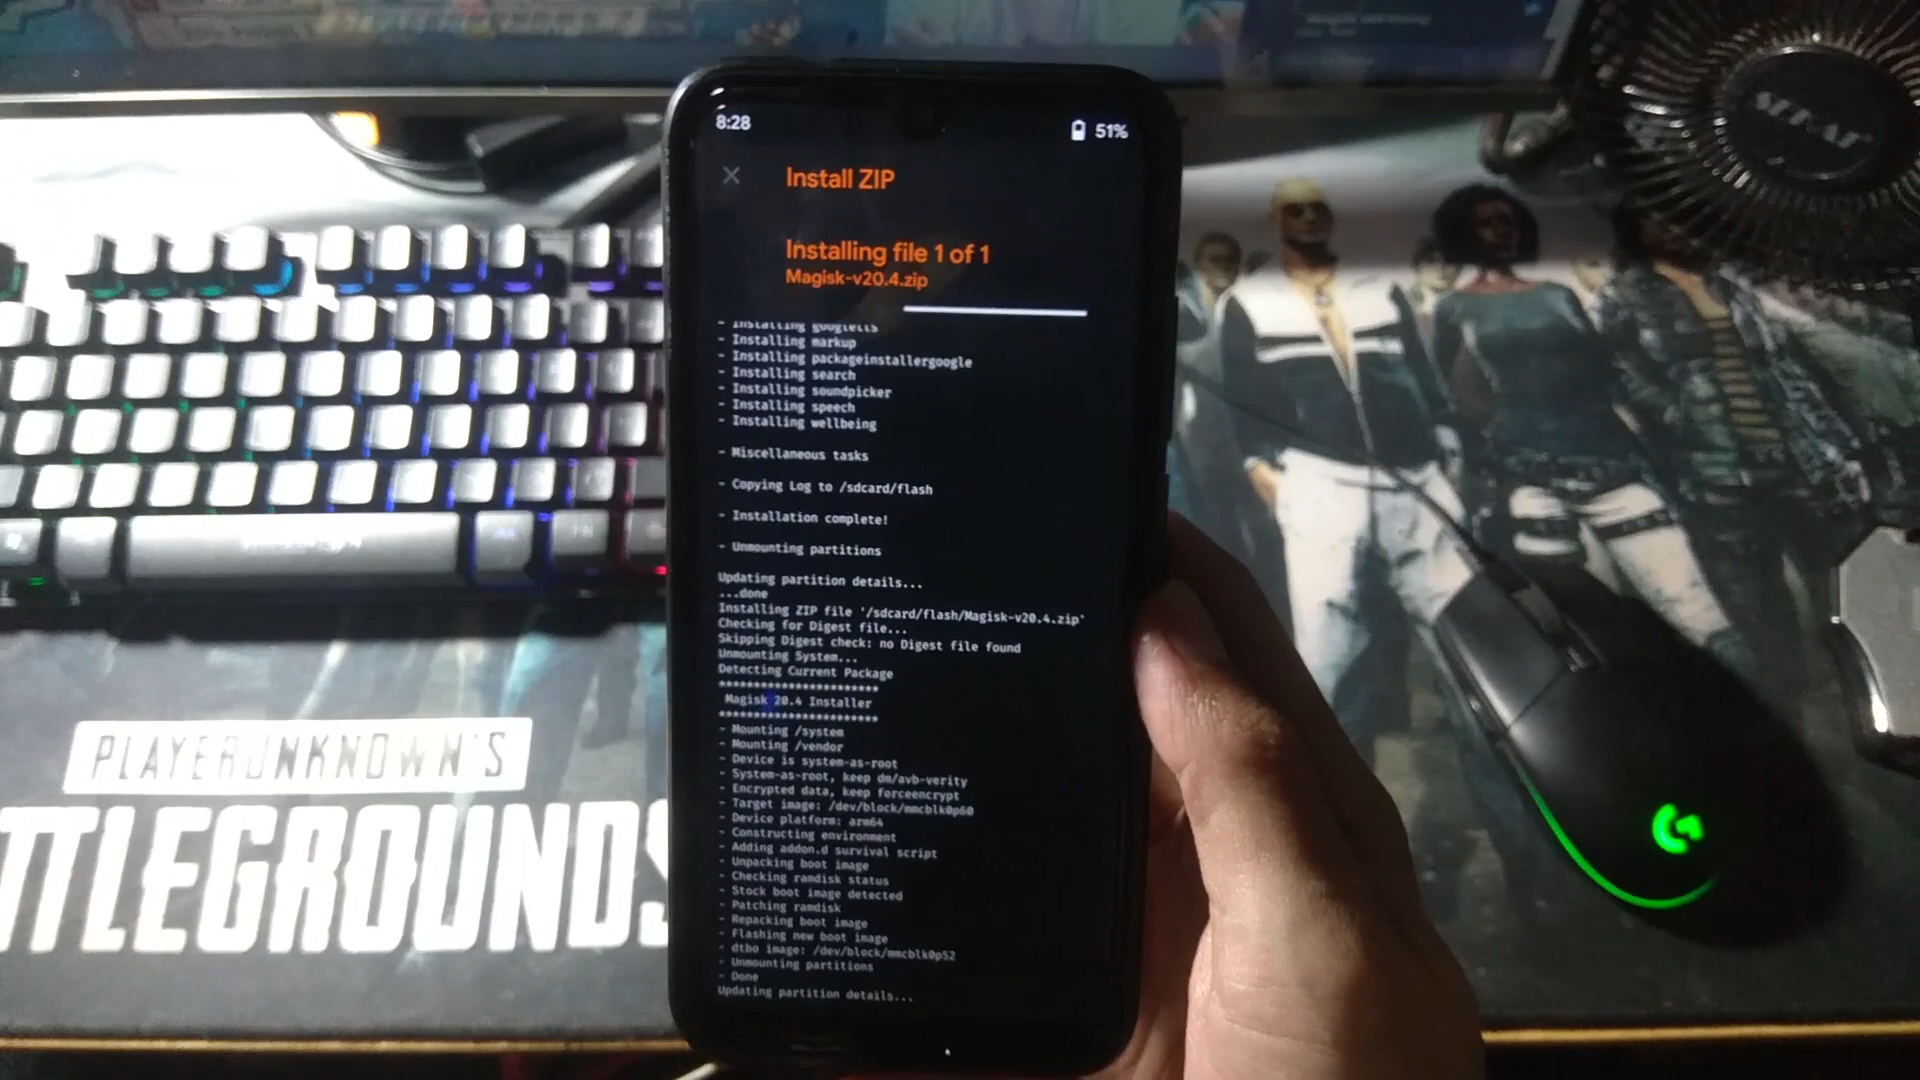 8:28
51%
Install ZIP
Installing file 1 of 1
Magisk-v20.4.zip
- Installing googletts
- Installing markup
- Installing packageinstallergoogle
- Installing search
- Installing soundpicker
- Installing speech
- Installing wellbeing
- Miscellaneous tasks
- Copying Log to /sdcard/flash
- Installation complete!
- Unmounting partitions
Updating partition details...
...done
Installing ZIP file '/sdcard/flash/Magisk-v20.4.zip'
Checking for Digest file...
Skipping Digest check: no Digest file found
Unmounting System...
Detecting Current Package
***********************
Magisk 20.4 Installer
***********************
- Mounting /system
- Mounting /vendor
- Device is system-as-root
- System-as-root, keep dm/avb-verity
- Encrypted data, keep forceencrypt
- Target image: /dev/block/mmcblk0p60
- Device platform: arm64
- Constructing environment
- Adding addon.d survival script
- Unpacking boot image
- Checking ramdisk status
- Stock boot image detected
- Patching ramdisk
- Repacking boot image
- Flashing new boot image
- dtbo image: /dev/block/mmcblk0p52
- Unmounting partitions
- Done
Updating partition details...
PLAYERUNKNOWN'S
TTLEGROUNDS